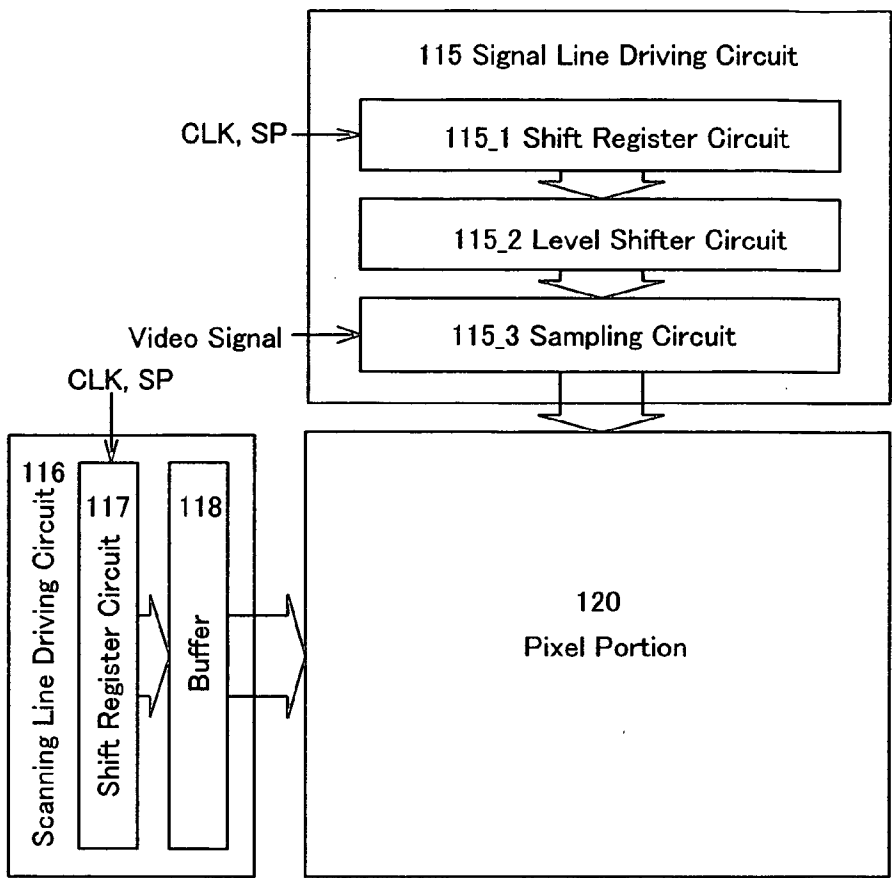 115 Signal Line Driving Circuit
CLK, SP
115_1 Shift Register Circuit
115_2 Level Shifter Circuit
Video Signal
115_3 Sampling Circuit
CLK, SP
116
Scanning Line Driving Circuit
117
Shift Register Circuit
118
Buffer
120
Pixel Portion